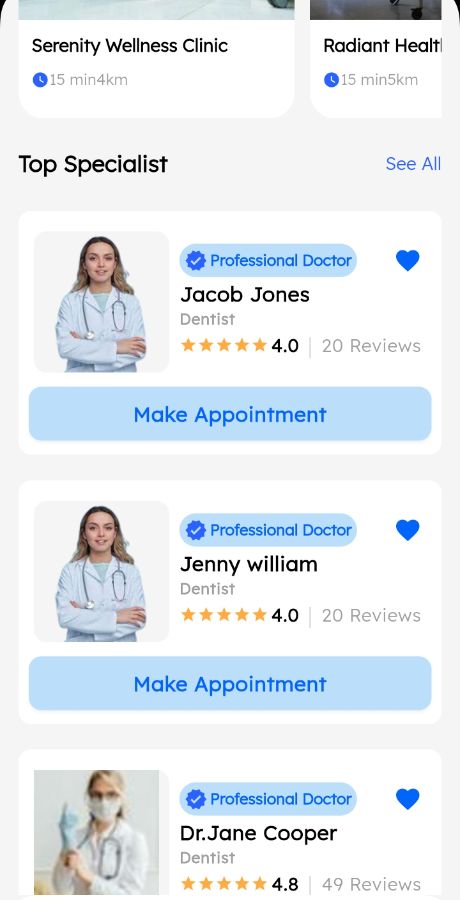 Serenity Wellness Clinic
Radiant Health
15 min4km
15 min5km
Top Specialist
See All
Professional Doctor
Jacob Jones
Dentist
4.0 | 20 Reviews
Make Appointment
Professional Doctor
Jenny william
Dentist
4.0 | 20 Reviews
Make Appointment
Professional Doctor
Dr.Jane Cooper
Dentist
4.8 | 49 Reviews